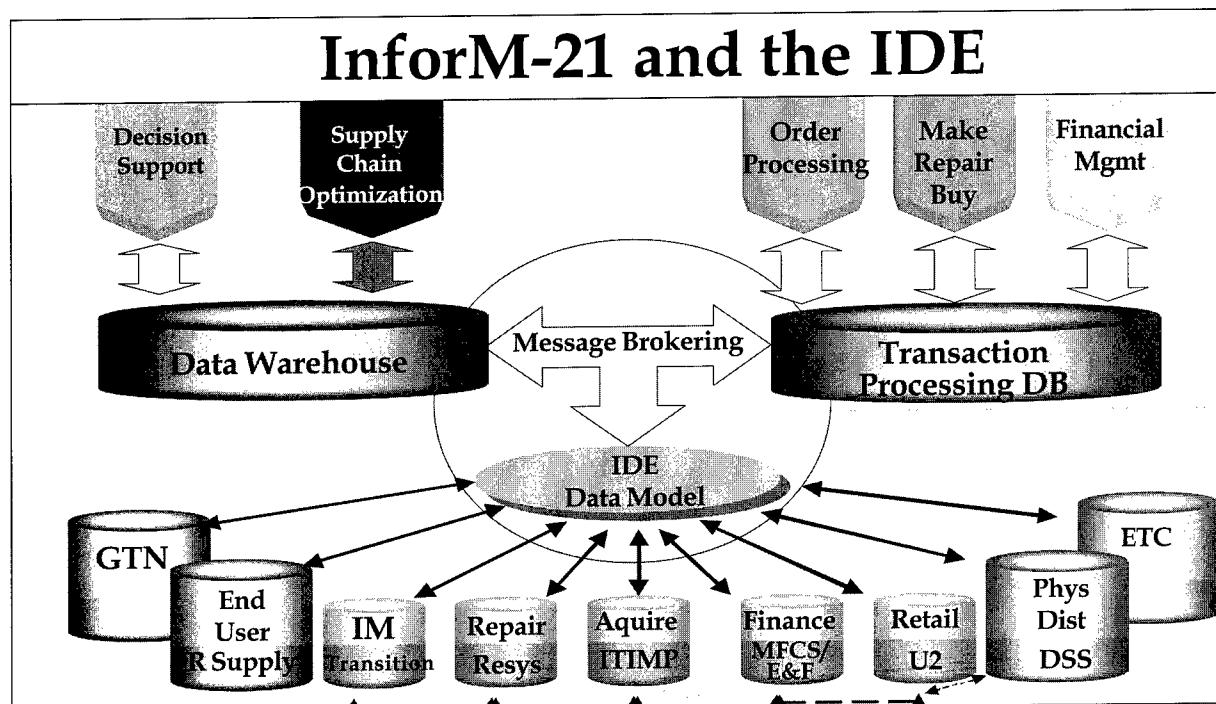 InforM-21 and the IDE
Decision
Support
Supply
Chain
Optimization
Order
Processing
Make
Repair
Buy
Financial
Mgmt
Data Warehouse
Message Brokering
Transaction
Processing DB
IDE
Data Model
GTN
End
User
R Supply
IM
Transition
Repair
Resys
Aquire
ITIMP
Finance
MFCS/
E&F
Retail
U2
Phys
Dist
DSS
ETC